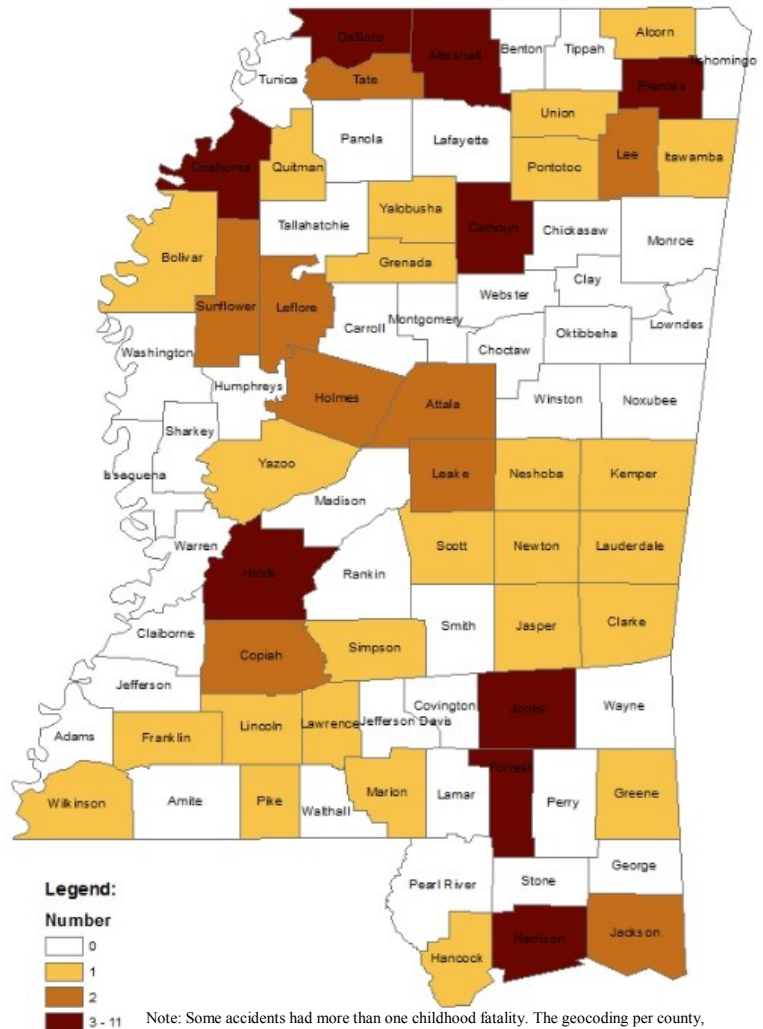 DeSoto
Marshall
Benton
Tippah
Alcorn
Tishomingo
Tunica
Tate
Prentiss
Union
Panola
Lafayette
Coahoma
Quitman
Pontotoc
Lee
Itawamba
Yalobusha
Tallahatchie
Calhoun
Chickasaw
Monroe
Bolivar
Grenada
Clay
Webster
Sunflower
Leflore
Carroll
Montgomery
Lowndes
Oktibbeha
Choctaw
Washington
Humphreys
Holmes
Attala
Winston
Noxubee
Sharkey
Issaquena
Yazoo
Leake
Neshoba
Kemper
Madison
Warren
Scott
Newton
Lauderdale
Hinds
Rankin
Claiborne
Smith
Jasper
Clarke
Copiah
Simpson
Jefferson
Covington
Jones
Wayne
Adams
Franklin
Lincoln
Lawrence
Jefferson Davis
Forrest
Wilkinson
Amite
Pike
Walthall
Marion
Lamar
Perry
Greene
George
Pearl River
Stone
Hancock
Harrison
Jackson
Legend:
Number
0
1
2
3 - 11
Note: Some accidents had more than one childhood fatality. The geocoding per county,